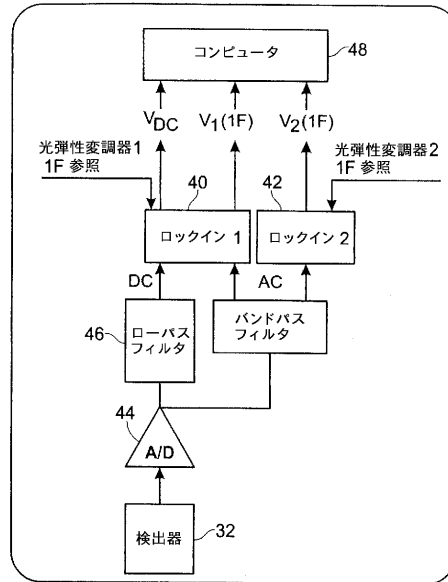 コンピュータ
48
VDC
V1(1F)
V2(1F)
光弾性変調器1
1F 参照
40
42
光弾性変調器2
1F 参照
ロックイン 1
ロックイン 2
DC
AC
46
ローパス
フィルタ
バンドパス
フィルタ
44
A/D
検出器
32